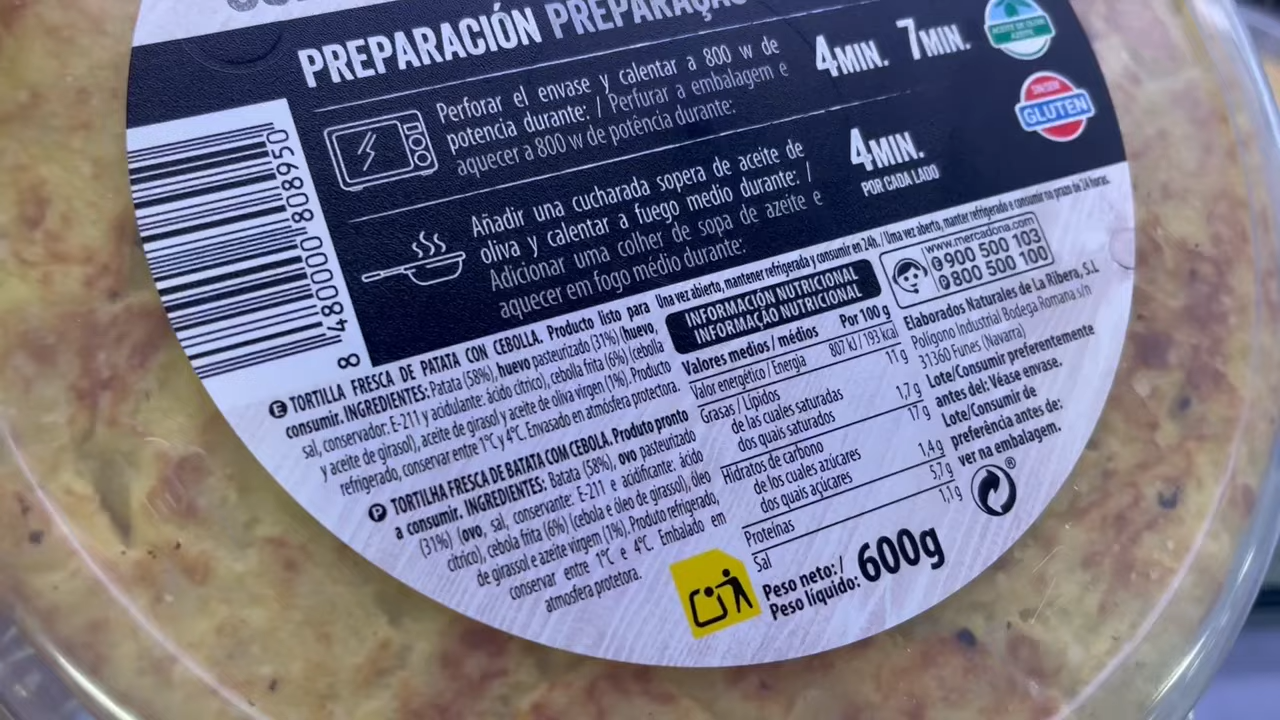 PREPARACIÓN PREPARAÇÃO
Perforar el envase y calentar a 800 w de
potencia durante: / Perfurar a embalagem e
aquecer a 800 w de potência durante:
4MIN. 7MIN.
ACEITE DE OLIVA
AZEITE
SIN/SEM
GLUTEN
Añadir una cucharada sopera de aceite de
oliva y calentar a fuego medio durante: /
Adicionar uma colher de sopa de azeite e
aquecer em fogo médio durante:
4MIN.
POR CADA LADO
8 480000 808950
E TORTILLA FRESCA DE PATATA CON CEBOLLA. Producto listo para
consumir. INGREDIENTES: Patata (58%), huevo pasteurizado (31%) (huevo,
sal, conservador: E-211 y acidulante: ácido cítrico), cebolla frita (6%) (cebolla
y aceite de girasol), aceite de girasol y aceite de oliva virgen (1%). Producto
refrigerado, conservar entre 1ºC y 4ºC. Envasado en atmósfera protectora.
P TORTILHA FRESCA DE BATATA COM CEBOLA. Produto pronto
a consumir. INGREDIENTES: Batata (58%), ovo pasteurizado
(31%) (ovo, sal, conservante: E-211 e acidificante: ácido
cítrico), cebola frita (6%) (cebola e óleo de girassol), óleo
de girassol e azeite virgem (1%). Produto refrigerado,
conservar entre 1ºC e 4ºC. Embalado em
atmosfera protetora.
Una vez abierto, mantener refrigerada y consumir en 24h. / Uma vez aberto, manter refrigerado e consumir no prazo de 24 horas.
INFORMACIÓN NUTRICIONAL
INFORMAÇÃO NUTRICIONAL
Valores medios / médios Por 100 g
Valor energético / Energia 807 kJ / 193 kcal
Grasas / Lípidos 11 g
de las cuales saturadas
dos quais saturados 1,7 g
Hidratos de carbono 17 g
de los cuales azúcares
dos quais açúcares 1,4 g
Proteínas 5,7 g
Sal 1,1 g
Peso neto: /
Peso líquido: 600g
www.mercadona.com
900 500 103
800 500 100
Elaborados Naturales de La Ribera, S.L
Polígono Industrial Bodega Romana s/n
31360 Funes (Navarra)
Lote/Consumir preferentemente
antes del: Véase envase.
Lote/Consumir de
preferência antes de:
ver na embalagem.
®